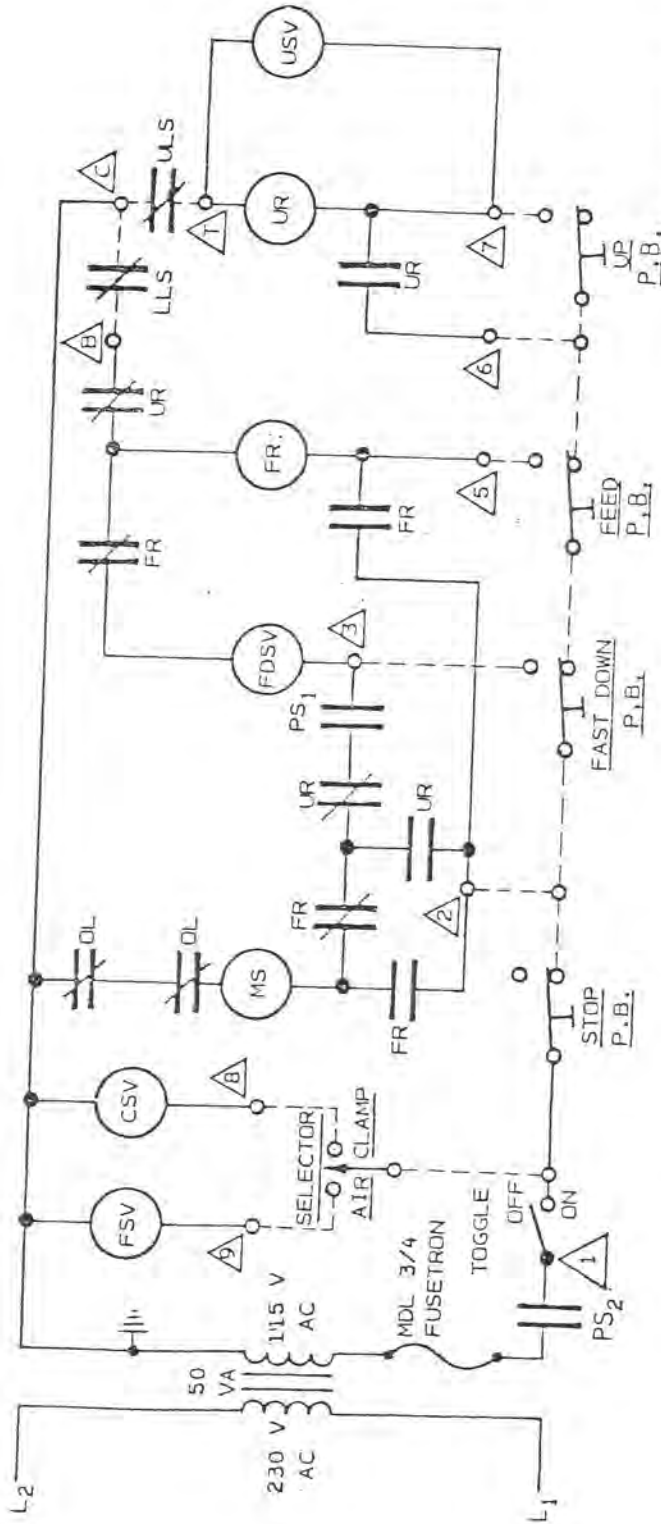 L2
230 V
AC
L1
50
VA
115 V
AC
MDL 3/4
FUSETRON
PS2
1
TOGGLE
OFF
ON
FSV
9
CSV
8
SELECTOR
AIR
CLAMP
OL
OL
MS
FR
FR
UR
UR
PS1
2
3
STOP
P.B.
FDSV
FR
FAST DOWN
P.B.
FR
FR
5
FEED
P.B.
UR
B
LLS
C
ULS
T
UR
UR
6
7
UP
P.B.
USV